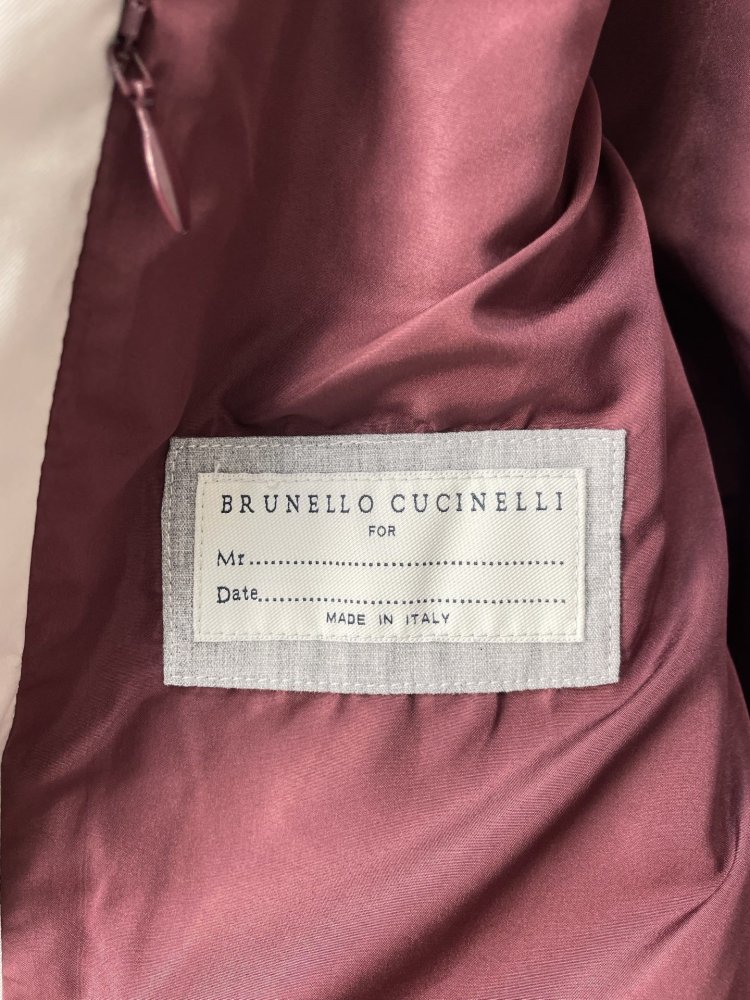 BRUNELLO CUCINELLI
FOR
Mr............................................
Date............................................
MADE IN ITALY